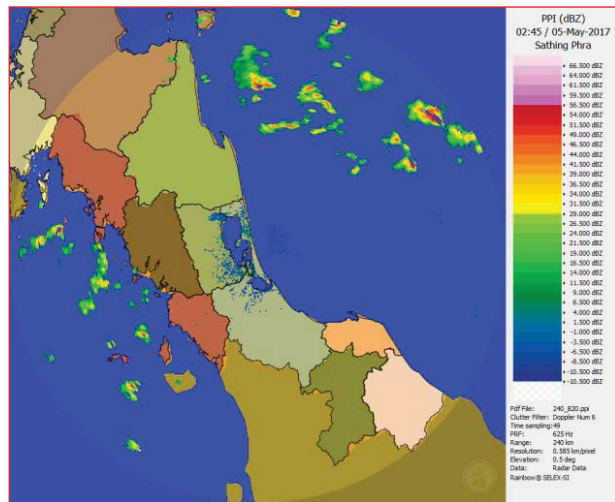 PPI (dBZ)
02:45 / 05-May-2017
Sathing Phra
66.500 dBZ
64.000 dBZ
61.500 dBZ
59.000 dBZ
56.500 dBZ
54.000 dBZ
51.500 dBZ
49.000 dBZ
46.500 dBZ
44.000 dBZ
41.500 dBZ
39.000 dBZ
36.500 dBZ
34.000 dBZ
31.500 dBZ
29.000 dBZ
26.500 dBZ
24.000 dBZ
21.500 dBZ
19.000 dBZ
16.500 dBZ
14.000 dBZ
11.500 dBZ
9.000 dBZ
6.500 dBZ
4.000 dBZ
1.500 dBZ
-1.000 dBZ
-3.500 dBZ
-6.000 dBZ
-8.500 dBZ
-10.500 dBZ
-10.500 dBZ
Pdf File: 240_820.ppi
Clutter Filter: Doppler Num 6
Time sampling:49
PRF: 625 Hz
Range: 240 km
Resolution: 0.585 km/pixel
Elevation: 0.5 deg
Data: Radar Data
Rainbow® SELEX-SI